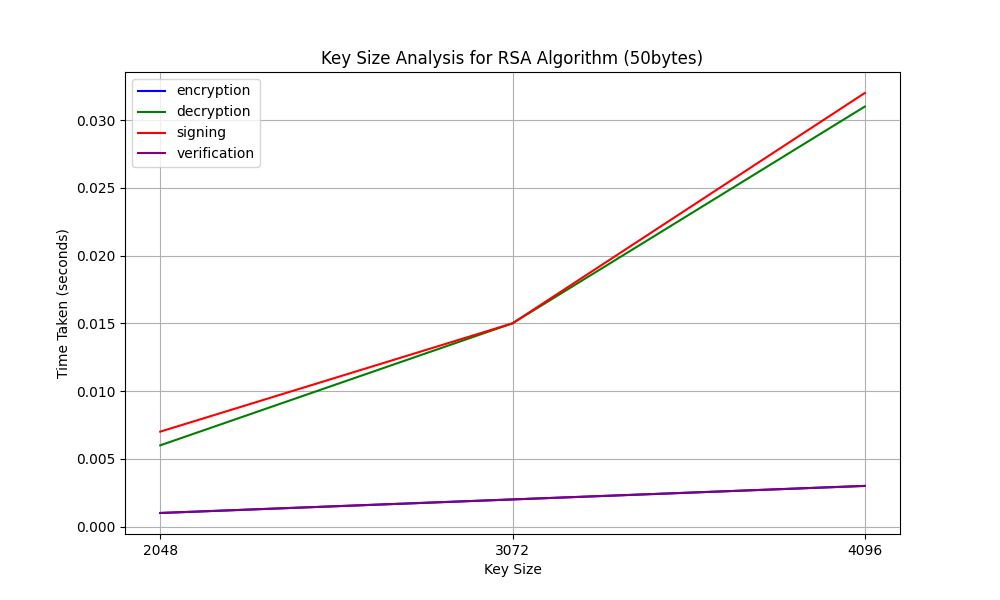 Key Size Analysis for RSA Algorithm (50bytes)
encryption
decryption
signing
verification
Time Taken (seconds)
0.030
0.025
0.020
0.015
0.010
0.005
0.000
2048 3072 4096
Key Size